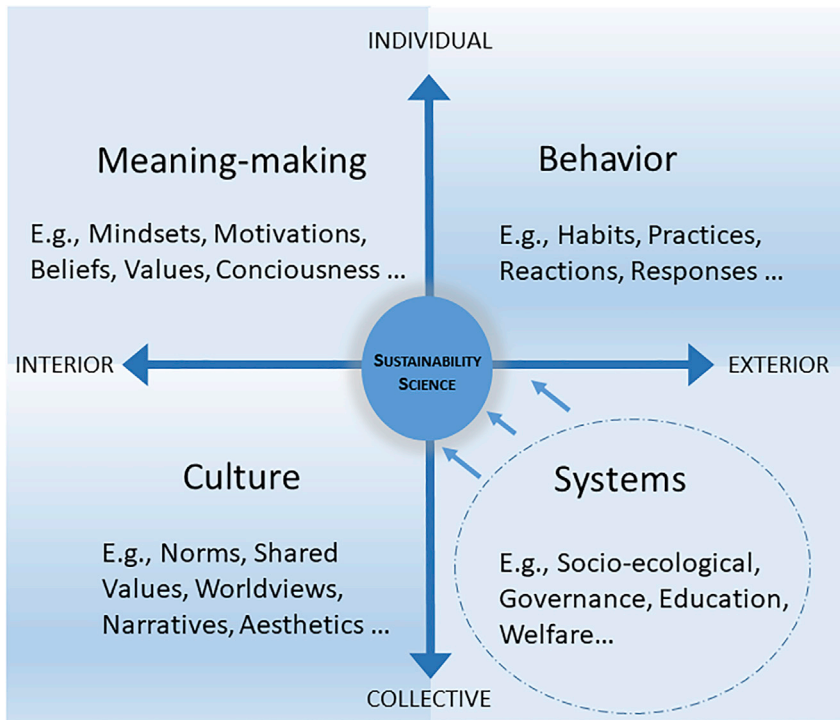 INDIVIDUAL
Meaning-making
E.g., Mindsets, Motivations,
Beliefs, Values, Conciousness ...
Behavior
E.g., Habits, Practices,
Reactions, Responses ...
INTERIOR
SUSTAINABILITY
SCIENCE
EXTERIOR
Culture
E.g., Norms, Shared
Values, Worldviews,
Narratives, Aesthetics ...
Systems
E.g., Socio-ecological,
Governance, Education,
Welfare...
COLLECTIVE